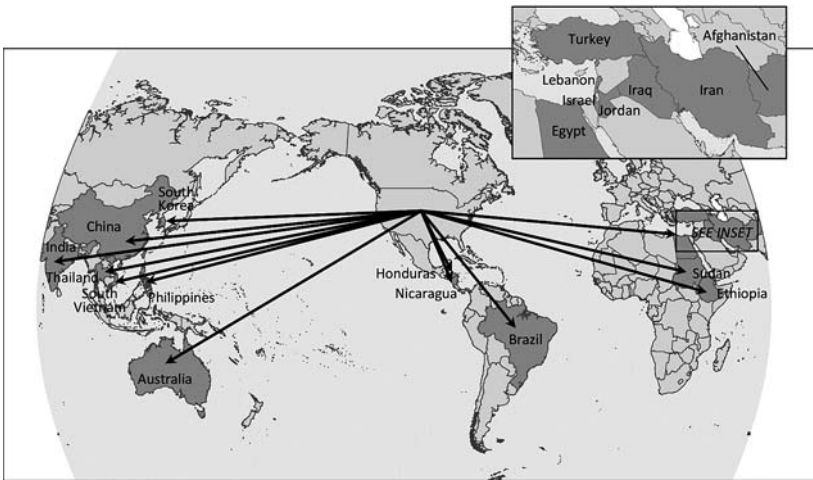 Afghanistan
Turkey
Lebanon
Israel
Iraq
Iran
Jordan
Egypt
South
Korea
China
India
SEE INSET
Thailand
South
Vietnam
Philippines
Honduras
Nicaragua
Sudan
Ethiopia
Brazil
Australia